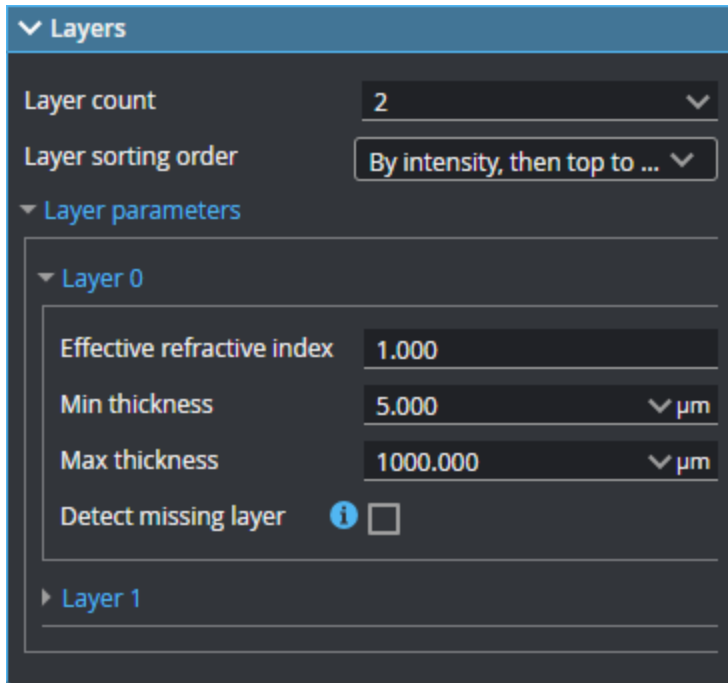 Layers
Layer count 2
Layer sorting order By intensity, then top to ...
Layer parameters
Layer 0
Effective refractive index 1.000
Min thickness 5.000 µm
Max thickness 1000.000 µm
Detect missing layer i
Layer 1